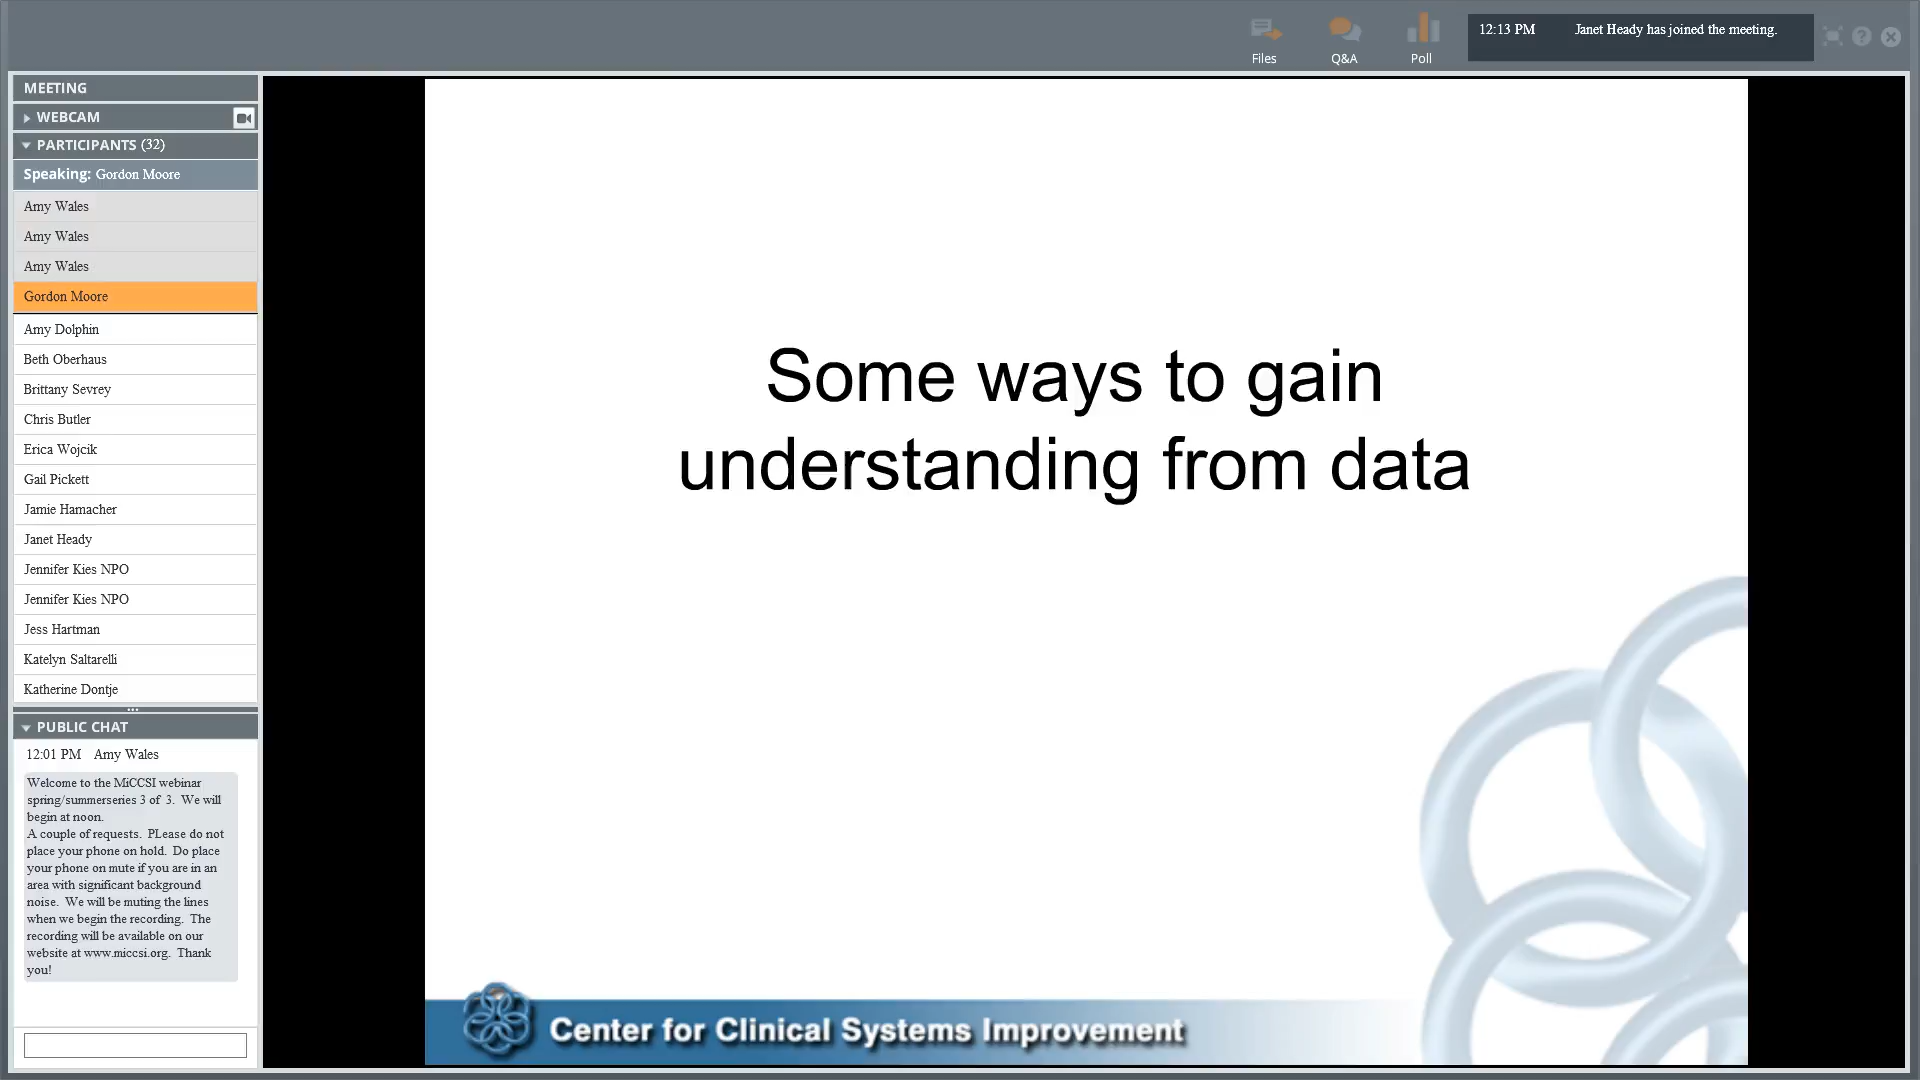 Files
Q&A
Poll
12:13 PM Janet Heady has joined the meeting.
MEETING
WEBCAM
PARTICIPANTS (32)
Speaking: Gordon Moore
Amy Wales
Amy Wales
Amy Wales
Gordon Moore
Amy Dolphin
Beth Oberhaus
Brittany Sevrey
Chris Butler
Erica Wojcik
Gail Pickett
Jamie Hamacher
Janet Heady
Jennifer Kies NPO
Jennifer Kies NPO
Jess Hartman
Katelyn Saltarelli
Katherine Dontje
PUBLIC CHAT
12:01 PM Amy Wales
Welcome to the MiCCSI webinar
spring/summerseries 3 of 3. We will
begin at noon.
A couple of requests. PLease do not
place your phone on hold. Do place
your phone on mute if you are in an
area with significant background
noise. We will be muting the lines
when we begin the recording. The
recording will be available on our
website at www.miccsi.org. Thank
you!
Some ways to gain
understanding from data
Center for Clinical Systems Improvement